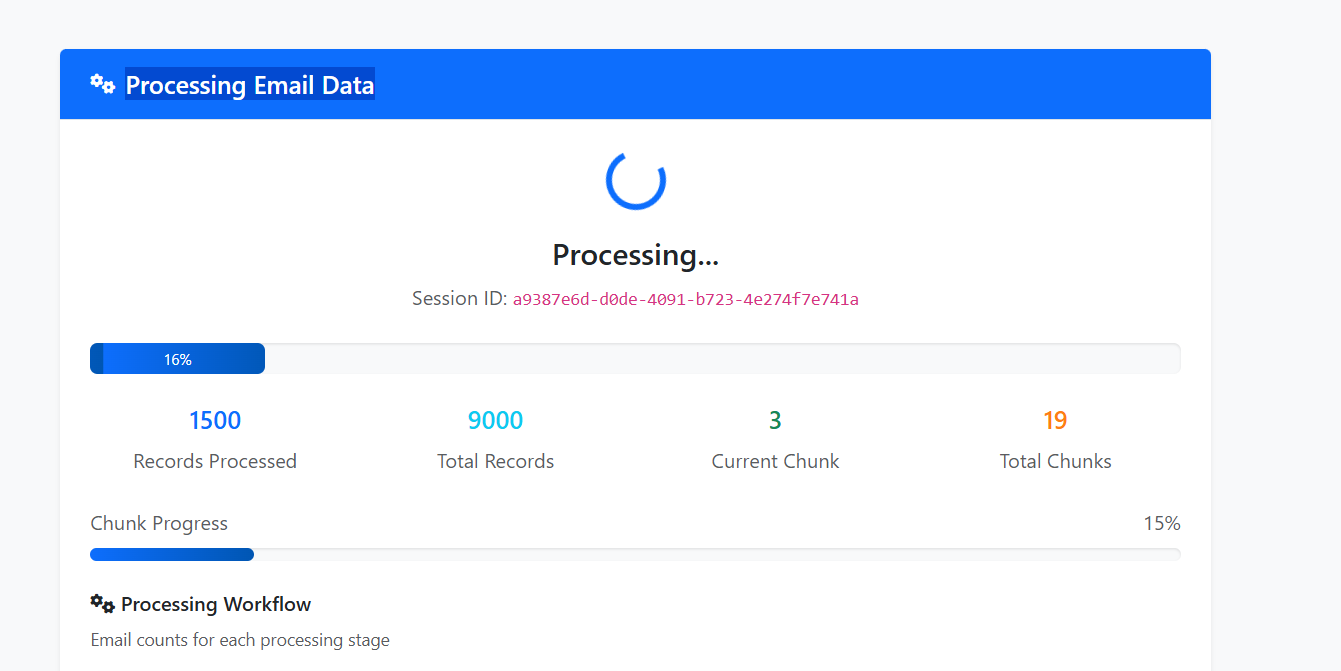 Processing Email Data
Processing...
Session ID: a9387e6d-d0de-4091-b723-4e274f7e741a
16%
1500
9000
3
19
Records Processed
Total Records
Current Chunk
Total Chunks
Chunk Progress
15%
Processing Workflow
Email counts for each processing stage